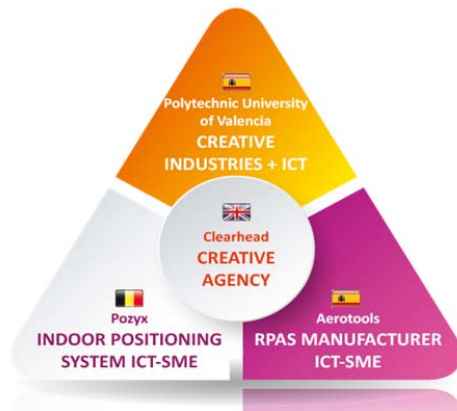 Polytechnic University
of Valencia
CREATIVE
INDUSTRIES + ICT
Clearhead
CREATIVE
AGENCY
Pozyx
INDOOR POSITIONING
SYSTEM ICT-SME
Aerotools
RPAS MANUFACTURER
ICT-SME